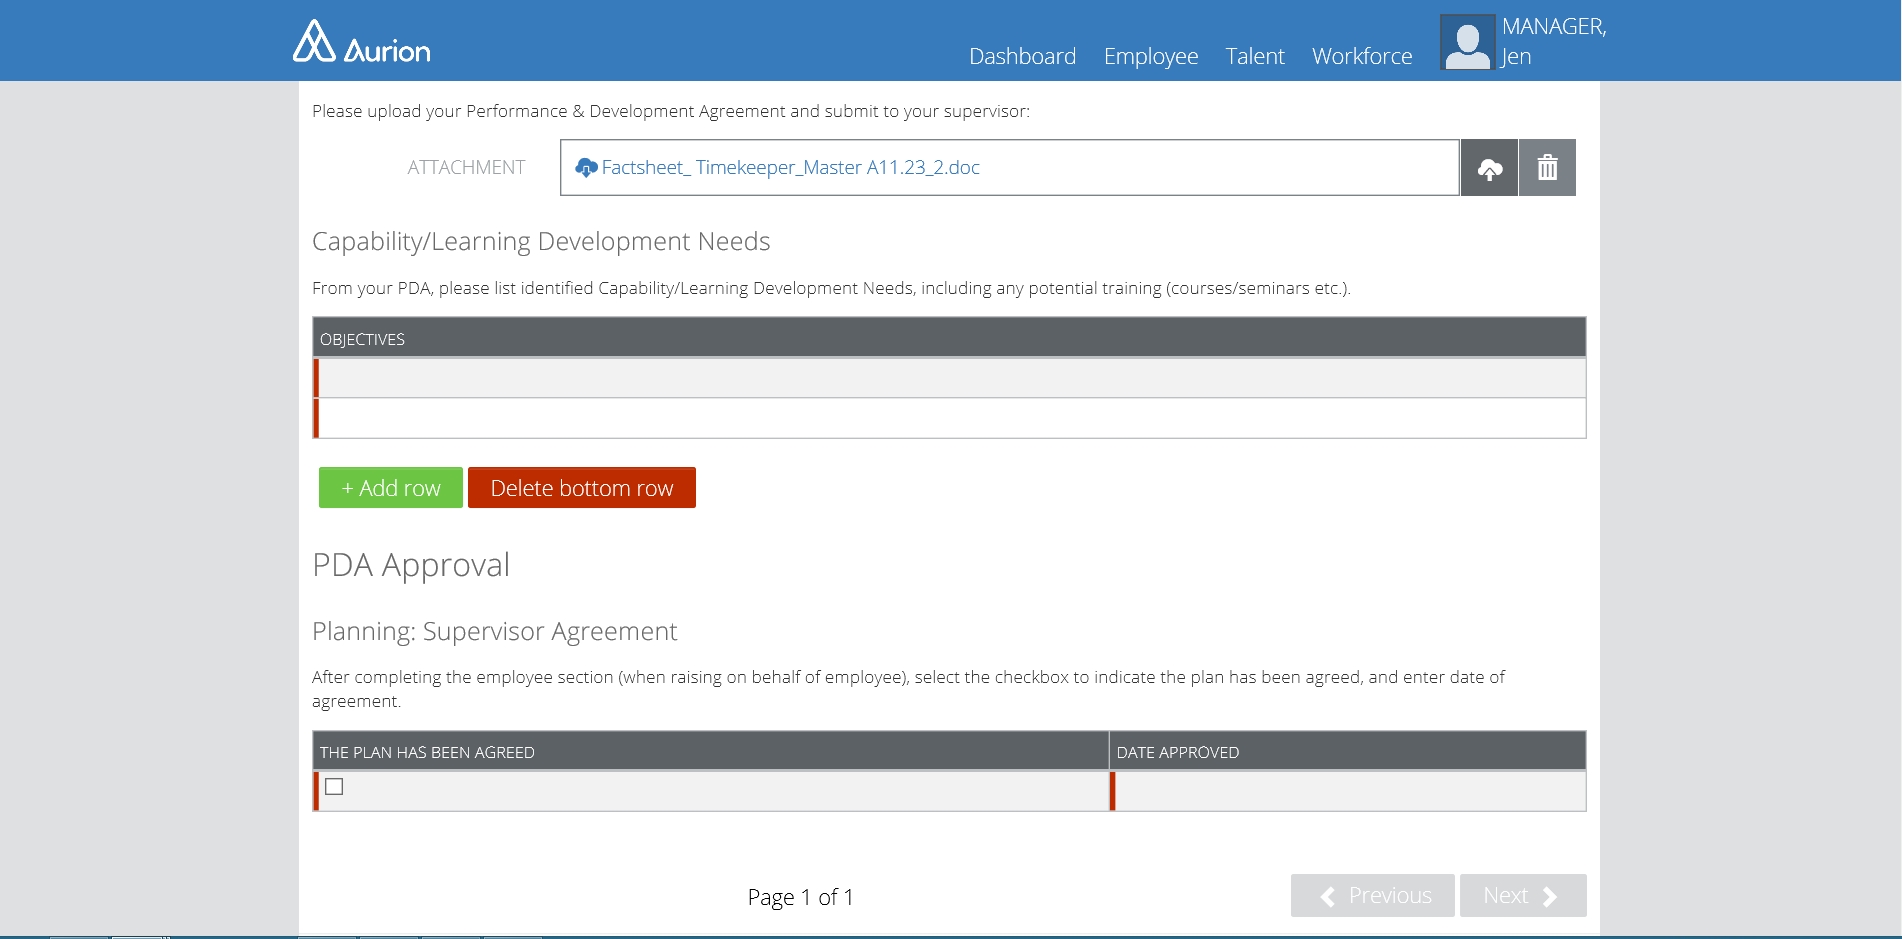 Aurion
Dashboard Employee Talent Workforce MANAGER,
Jen
Please upload your Performance & Development Agreement and submit to your supervisor:
ATTACHMENT Factsheet_ Timekeeper_Master A11.23_2.doc
Capability/Learning Development Needs
From your PDA, please list identified Capability/Learning Development Needs, including any potential training (courses/seminars etc.).
OBJECTIVES
+ Add row Delete bottom row
PDA Approval
Planning: Supervisor Agreement
After completing the employee section (when raising on behalf of employee), select the checkbox to indicate the plan has been agreed, and enter date of
agreement.
THE PLAN HAS BEEN AGREED DATE APPROVED
Page 1 of 1 Previous Next